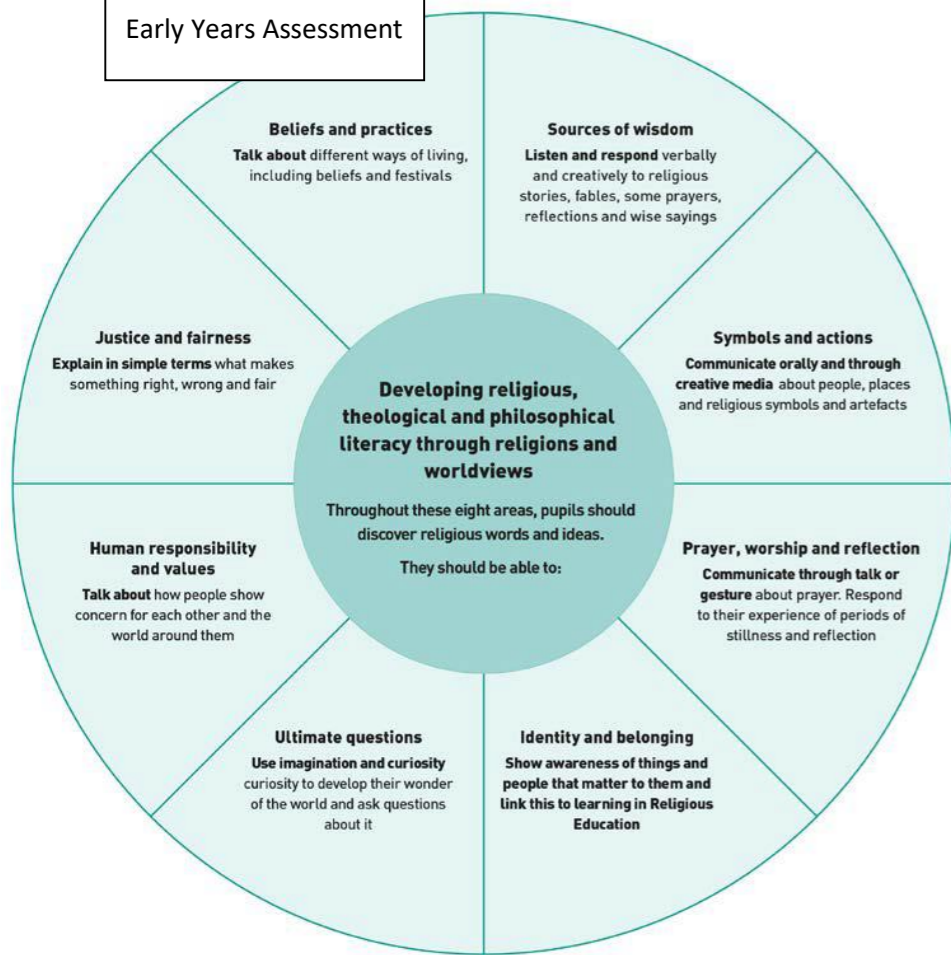 Early Years Assessment
Beliefs and practices
Talk about different ways of living,
including beliefs and festivals
Sources of wisdom
Listen and respond verbally
and creatively to religious
stories, fables, some prayers,
reflections and wise sayings
Symbols and actions
Communicate orally and through
creative media about people, places
and religious symbols and artefacts
Prayer, worship and reflection
Communicate through talk or
gesture about prayer. Respond
to their experience of periods of
stillness and reflection
Identity and belonging
Show awareness of things and
people that matter to them and
link this to learning in Religious
Education
Ultimate questions
Use imagination and curiosity
curiosity to develop their wonder
of the world and ask questions
about it
Human responsibility
and values
Talk about how people show
concern for each other and the
world around them
Justice and fairness
Explain in simple terms what makes
something right, wrong and fair
Developing religious,
theological and philosophical
literacy through religions and
worldviews
Throughout these eight areas, pupils should
discover religious words and ideas.
They should be able to: